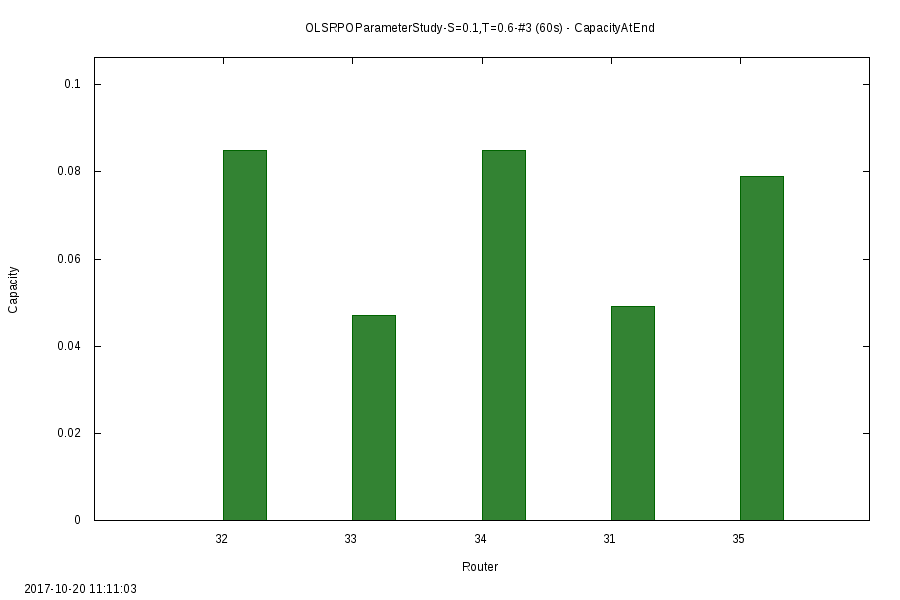 OLSRPOParameterStudy-S=0.1,T=0.6-#3 (60s) - CapacityAtEnd
0.1
0.08
0.06
0.04
0.02
0
Capacity
32 33 34 31 35
Router
2017-10-20 11:11:03